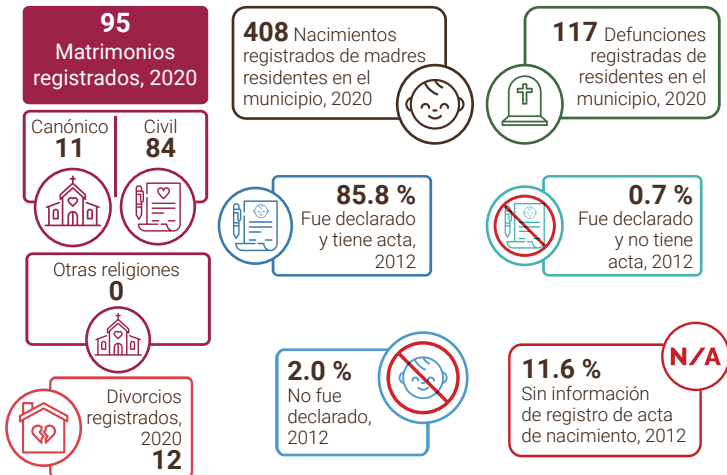 95
Matrimonios
registrados, 2020
Canónico
11
Civil
84
Otras religiones
0
Divorcios
registrados,
2020
12
408 Nacimientos
registrados de madres
residentes en el
municipio, 2020
117 Defunciones
registradas de
residentes en el
municipio, 2020
85.8 %
Fue declarado
y tiene acta,
2012
0.7 %
Fue declarado
y no tiene
acta, 2012
2.0 %
No fue
declarado,
2012
N/A
11.6 %
Sin información
de registro de acta
de nacimiento, 2012